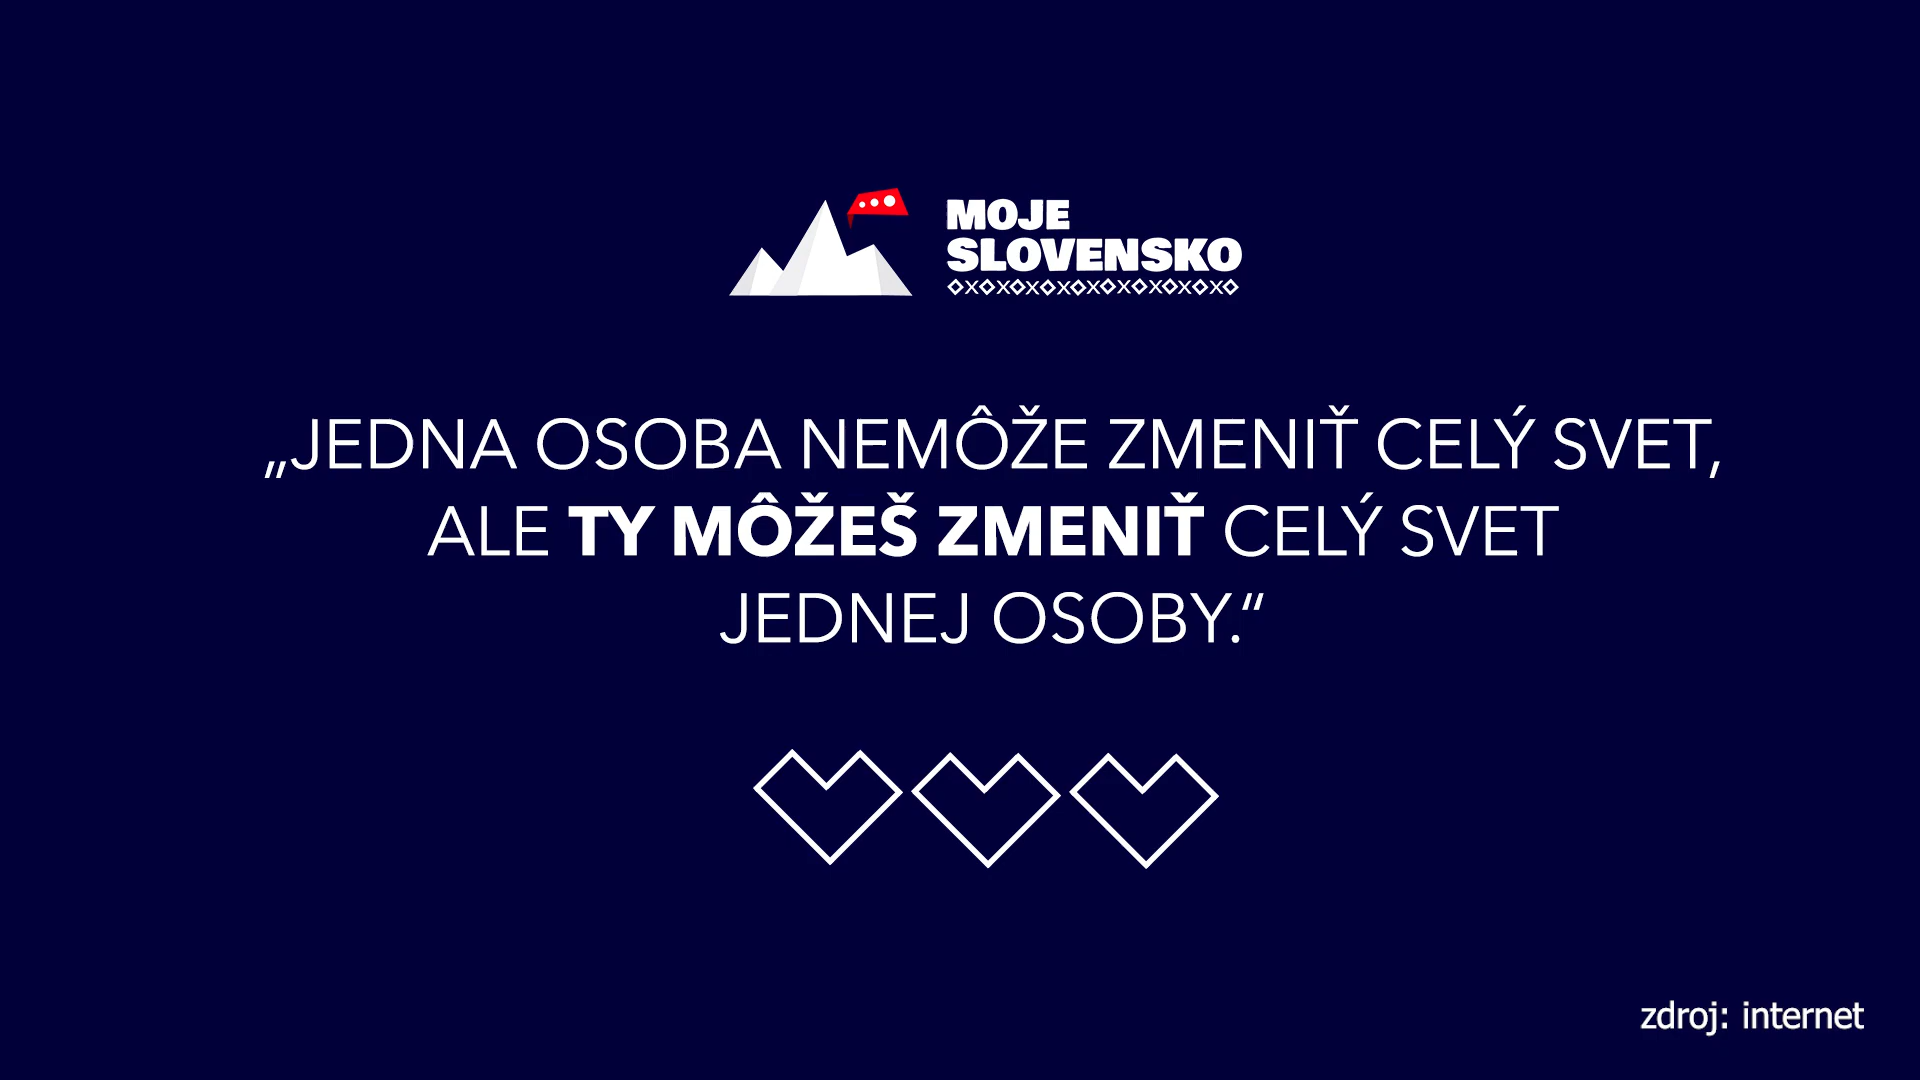 MOJE
SLOVENSKO
„JEDNA OSOBA NEMÔŽE ZMENIŤ CELÝ SVET,
ALE TY MÔŽEŠ ZMENIŤ CELÝ SVET
JEDNEJ OSOBY.“
zdroj: internet